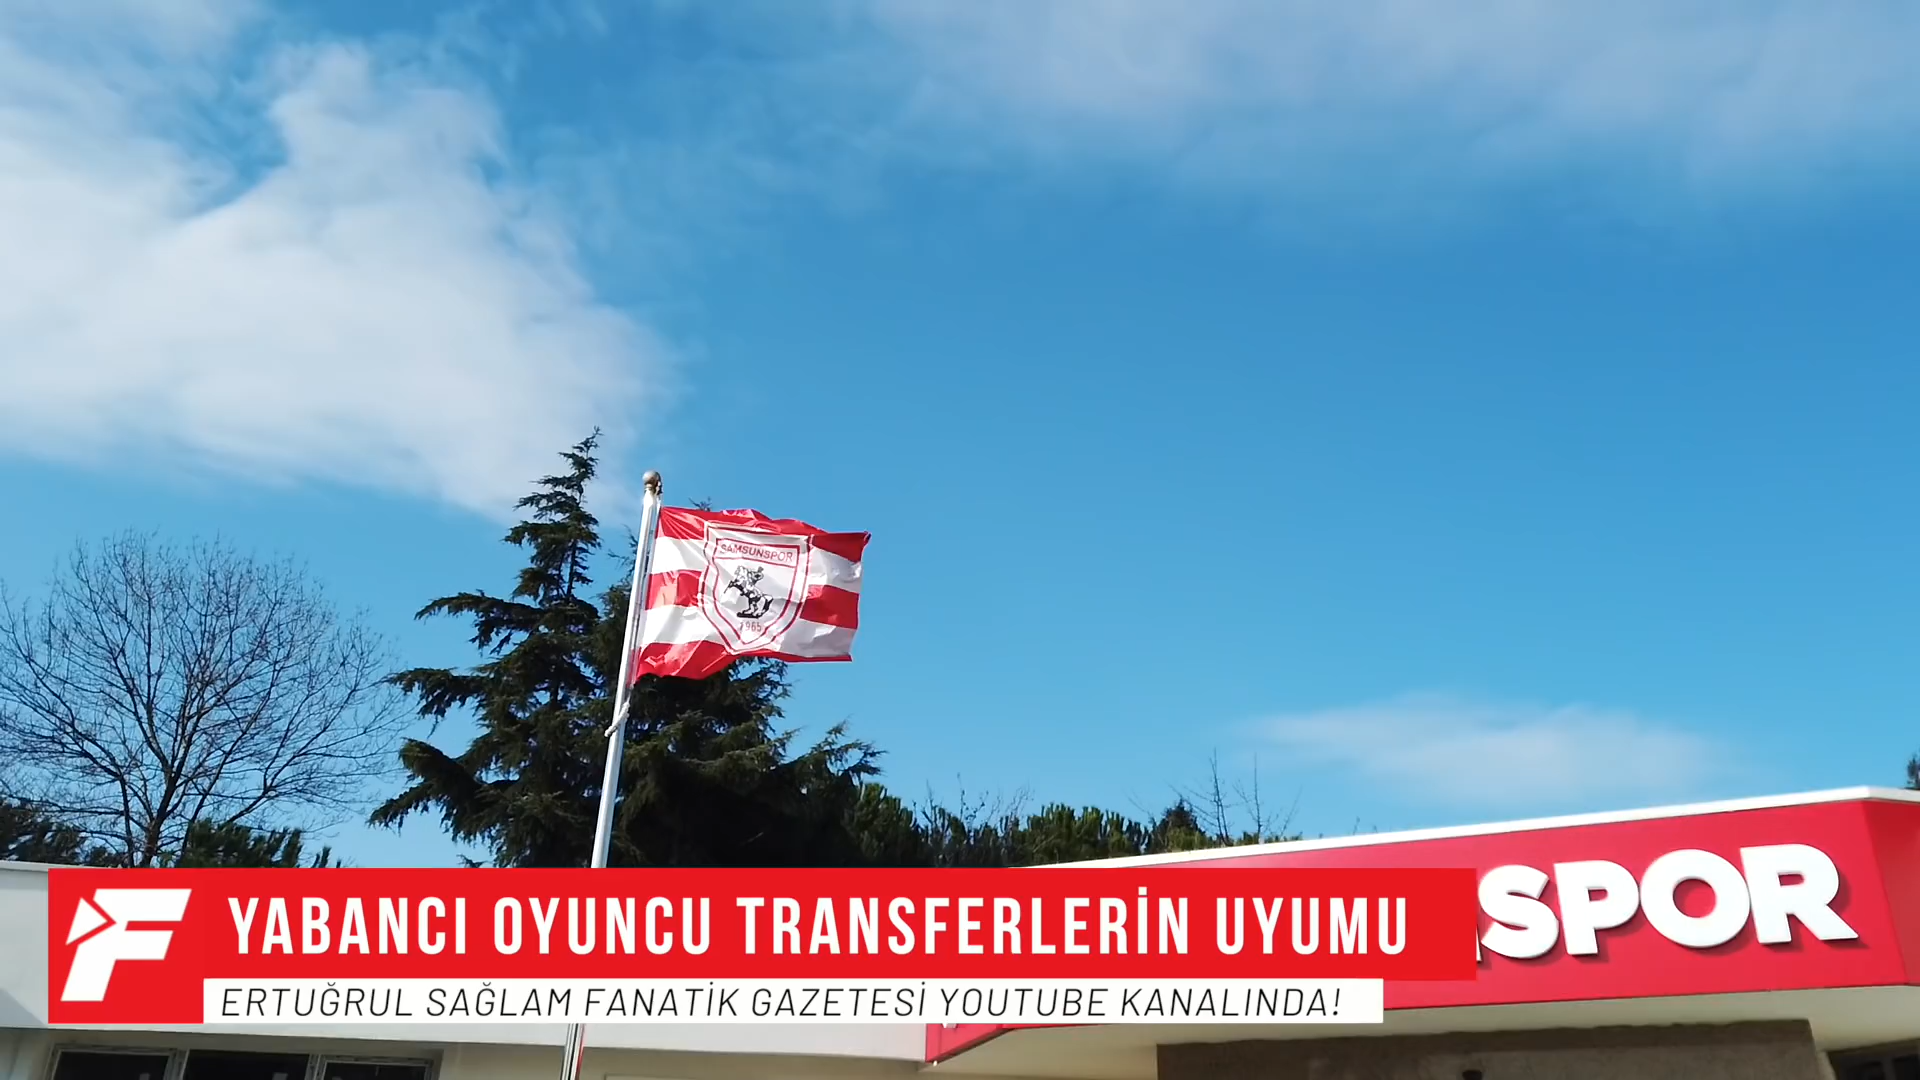 SAMSUNSPOR
1965
SPOR
YABANCI OYUNCU TRANSFERLERİN UYUMU
ERTUĞRUL SAĞLAM FANATİK GAZETESİ YOUTUBE KANALINDA!